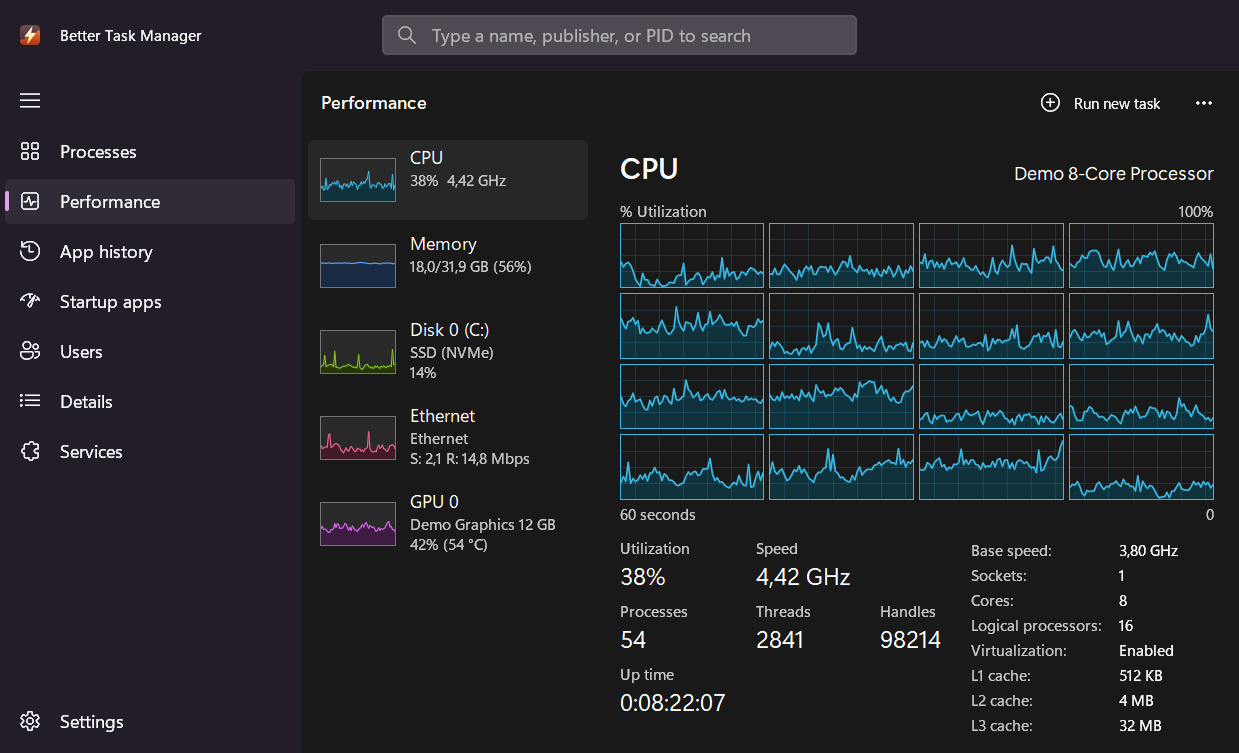 Better Task Manager
Type a name, publisher, or PID to search
Processes
Performance
App history
Startup apps
Users
Details
Services
Settings
Performance
Run new task
CPU
38% 4,42 GHz
Memory
18,0/31,9 GB (56%)
Disk 0 (C:)
SSD (NVMe)
14%
Ethernet
Ethernet
S: 2,1 R: 14,8 Mbps
GPU 0
Demo Graphics 12 GB
42% (54 °C)
CPU
Demo 8-Core Processor
% Utilization
100%
60 seconds
0
Utilization
38%
Speed
4,42 GHz
Processes
54
Threads
2841
Handles
98214
Up time
0:08:22:07
Base speed: 3,80 GHz
Sockets: 1
Cores: 8
Logical processors: 16
Virtualization: Enabled
L1 cache: 512 KB
L2 cache: 4 MB
L3 cache: 32 MB